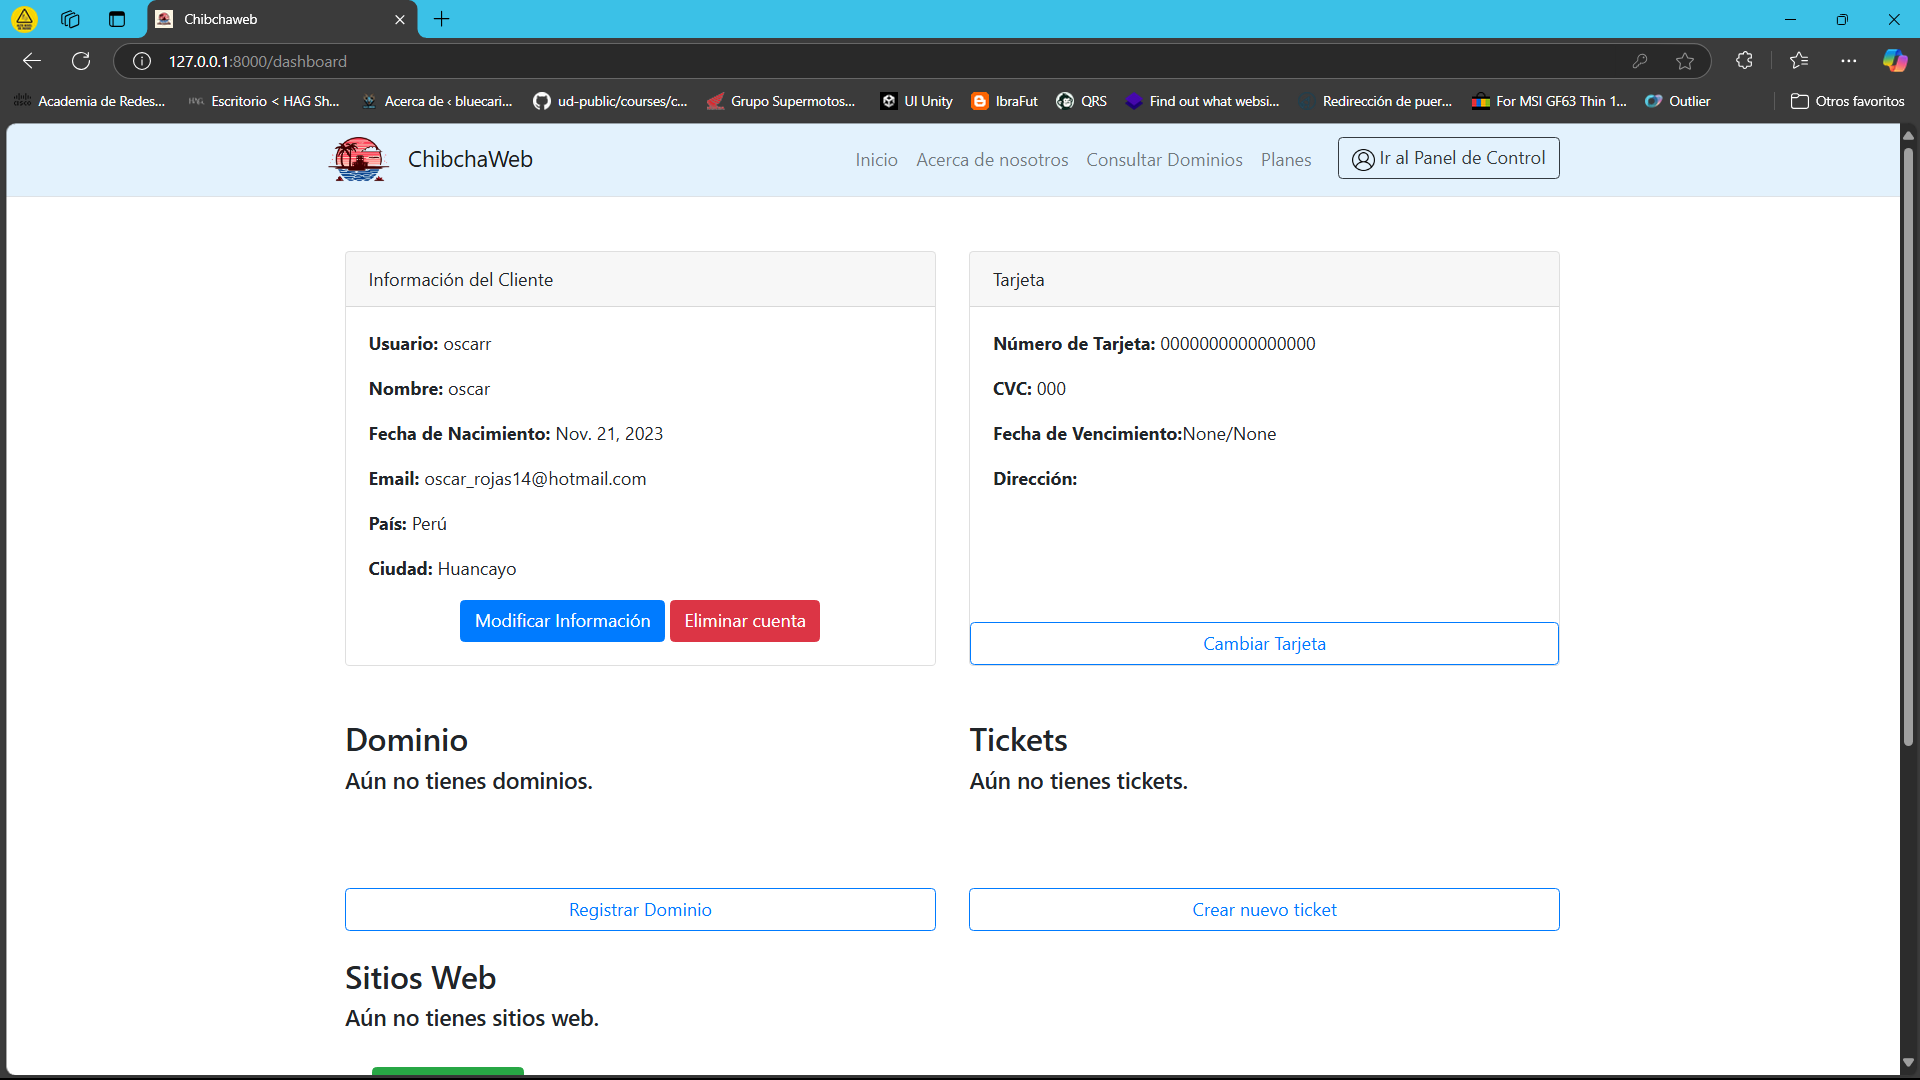 Chibchaweb
127.0.0.1:8000/dashboard
Academia de Redes...
Escritorio < HAG Sh...
Acerca de ‹ bluecari...
ud-public/courses/c...
Grupo Supermotos...
UI Unity
IbraFut
QRS
Find out what websi...
Redirección de puer...
For MSI GF63 Thin 1...
Outlier
Otros favoritos
ChibchaWeb
Inicio
Acerca de nosotros
Consultar Dominios
Planes
Ir al Panel de Control
Información del Cliente
Usuario: oscarr
Nombre: oscar
Fecha de Nacimiento: Nov. 21, 2023
Email: oscar_rojas14@hotmail.com
País: Perú
Ciudad: Huancayo
Modificar Información
Eliminar cuenta
Tarjeta
Número de Tarjeta: 0000000000000000
CVC: 000
Fecha de Vencimiento:None/None
Dirección:
Cambiar Tarjeta
Dominio
Aún no tienes dominios.
Registrar Dominio
Tickets
Aún no tienes tickets.
Crear nuevo ticket
Sitios Web
Aún no tienes sitios web.